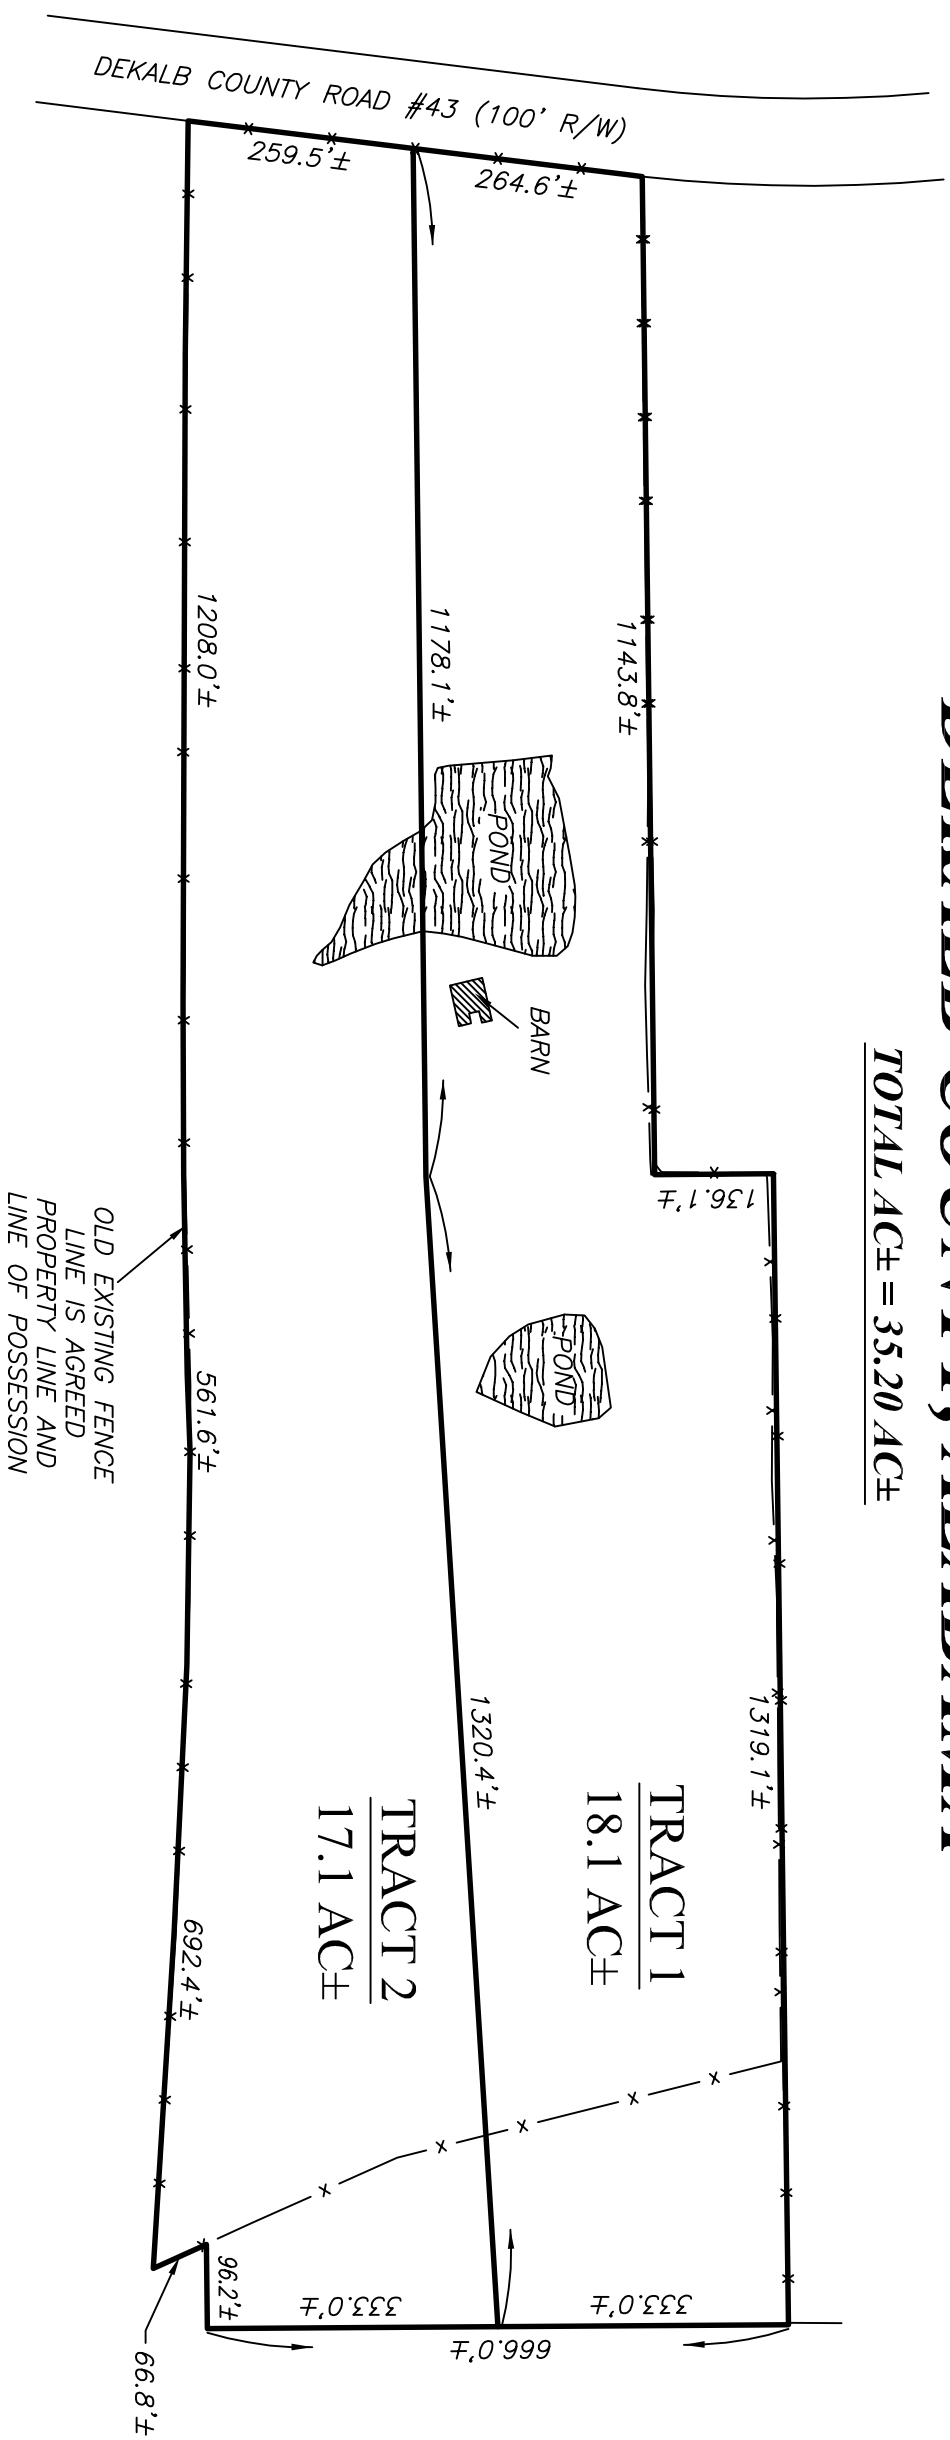 DEKALB COUNTY, ALABAMA
TOTAL AC± = 35.20 AC±
DEKALB COUNTY ROAD #43 (100' R/W)
259.5'±
264.6'±
1143.8'±
1178.1'±
1208.0'±
POND
BARN
136.1'±
POND
OLD EXISTING FENCE
LINE IS AGREED
PROPERTY LINE AND
LINE OF POSSESSION
561.6'±
1319.1'±
1320.4'±
TRACT 1
18.1 AC±
TRACT 2
17.1 AC±
692.4'±
96.2'±
333.0'±
333.0'±
666.0'±
66.8'±